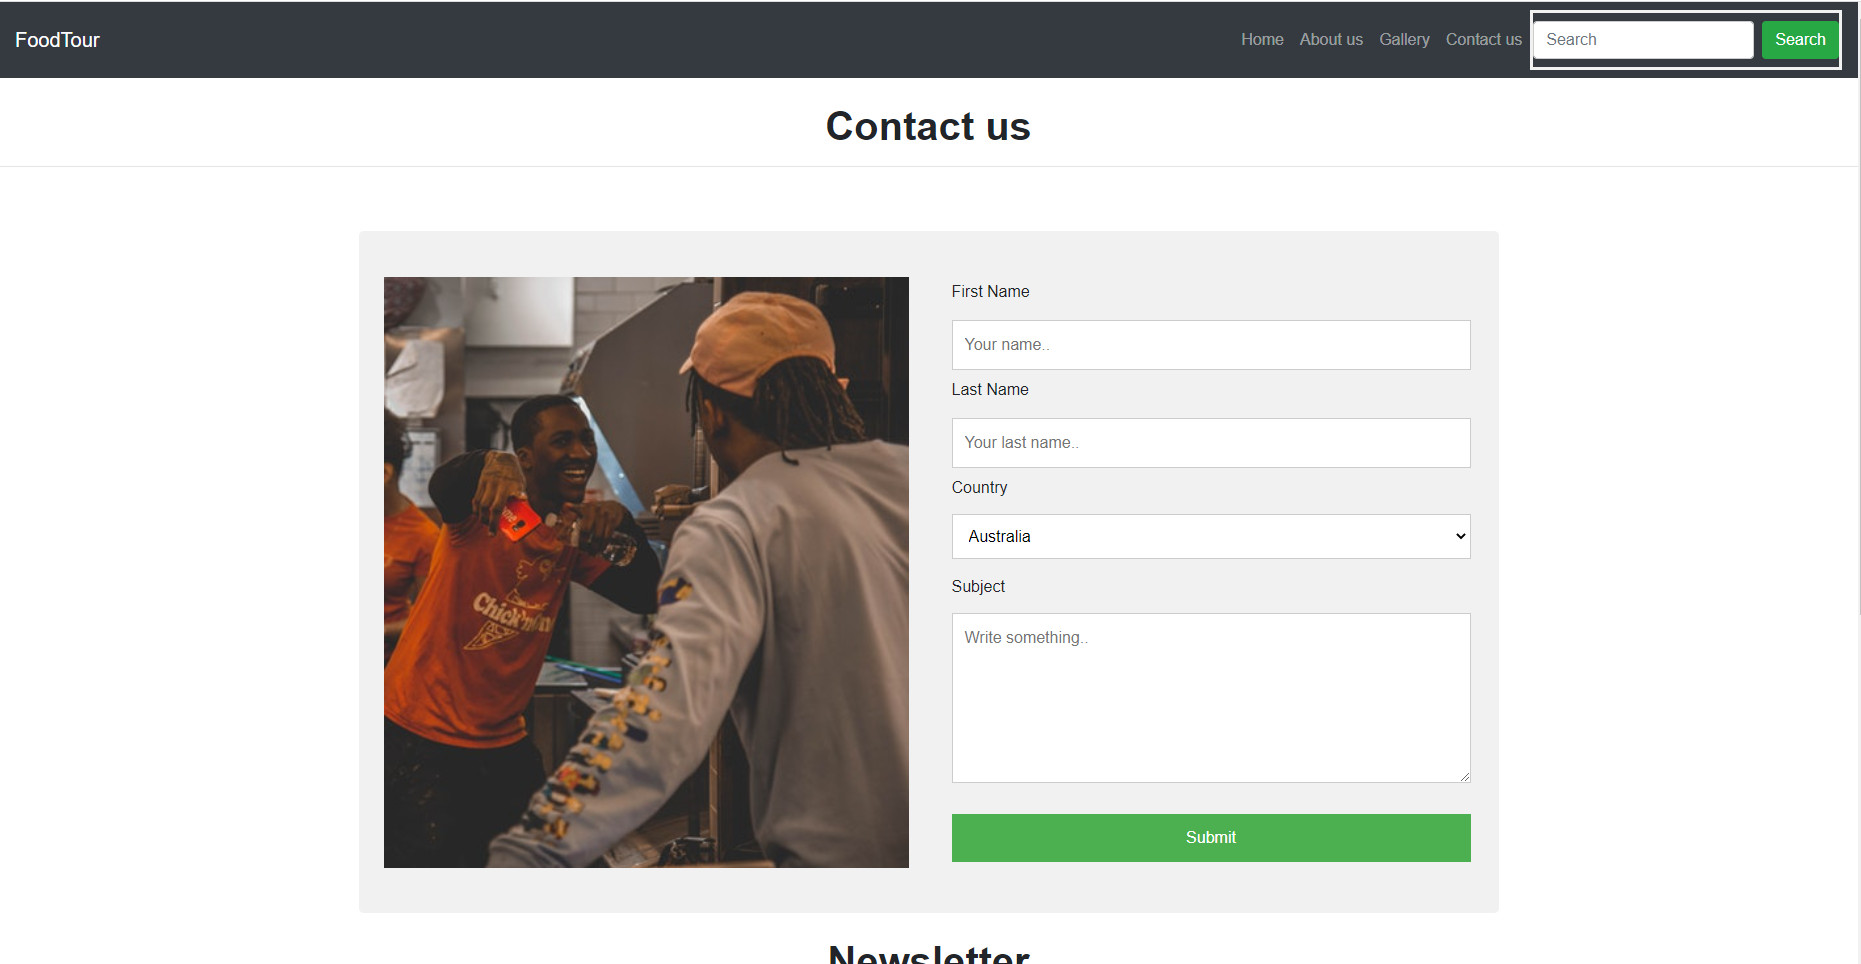 FoodTour Home About us Gallery Contact us Search Search
Contact us
First Name
Your name..
Last Name
Your last name..
Country
Australia
Subject
Write something..
Submit
Newsletter